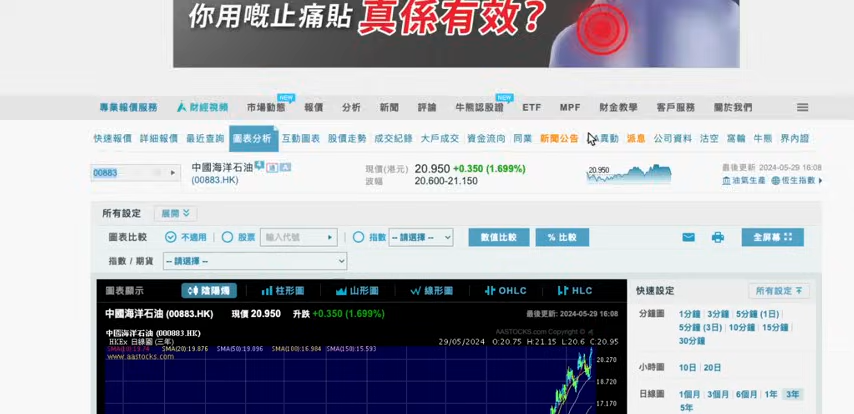 你用嘅止痛貼真係有效?
專業報價服務 財經視頻 市場動態 NEW 報價 分析 新聞 評論 牛熊認股證 NEW ETF MPF 財金教學 客戶服務 關於我們
快速報價 詳細報價 最近查詢 圖表分析 互動圖表 股價走勢 成交紀錄 大戶成交 資金流向 同業 新聞公告 異動 派息 公司資料 沽空 窩輪 牛熊 界內證
00883 中國海洋石油 現價(港元) 20.950 +0.350 (1.699%) 20.950 最後更新 2024-05-29 16:08
(00883.HK) 波幅 20.600-21.150 油氣生產 恆生指數
所有設定 展開
圖表比較 不適用 股票 輸入代號 指數 -- 請選擇 -- 數值比較 % 比較 全屏幕
指數 / 期貨 -- 請選擇 --
圖表顯示 陰陽燭 柱形圖 山形圖 線形圖 OHLC HLC
中國海洋石油 (00883.HK) 現價 20.950 升跌 +0.350 (1.699%) 最後更新: 2024-05-29 16:08
中國海洋石油 (000883.HK) AASTOCKS.com Copyright ©
HKEx 日線圖 (三年) 29/05/2024 O:20.75 H:21.15 L:20.6 C:20.95
SMA(20):19.876 SMA(50):19.096 SMA(100):16.984 SMA(150):15.593
www.aastocks.com
20.270
18.720
17.170
快速設定 所有設定
分鐘圖 1分鐘 3分鐘 5分鐘 (1日)
5分鐘 (3日) 10分鐘 15分鐘
30分鐘
小時圖 10日 20日
日線圖 1個月 3個月 6個月 1年 3年
5年